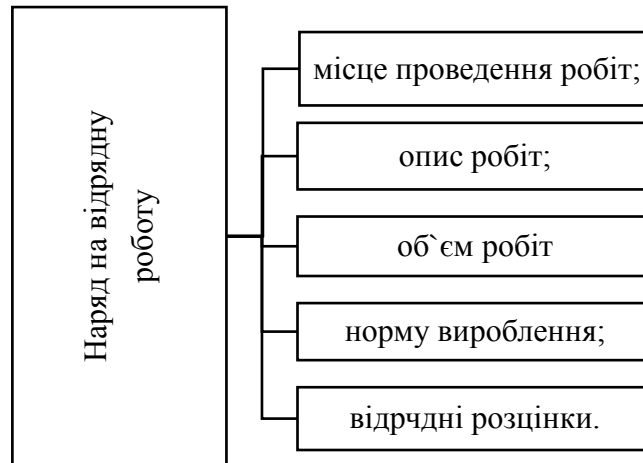 Наряд на відрядну
роботу
місце проведення робіт;
опис робіт;
об`єм робіт
норму вироблення;
відрчдні розцінки.